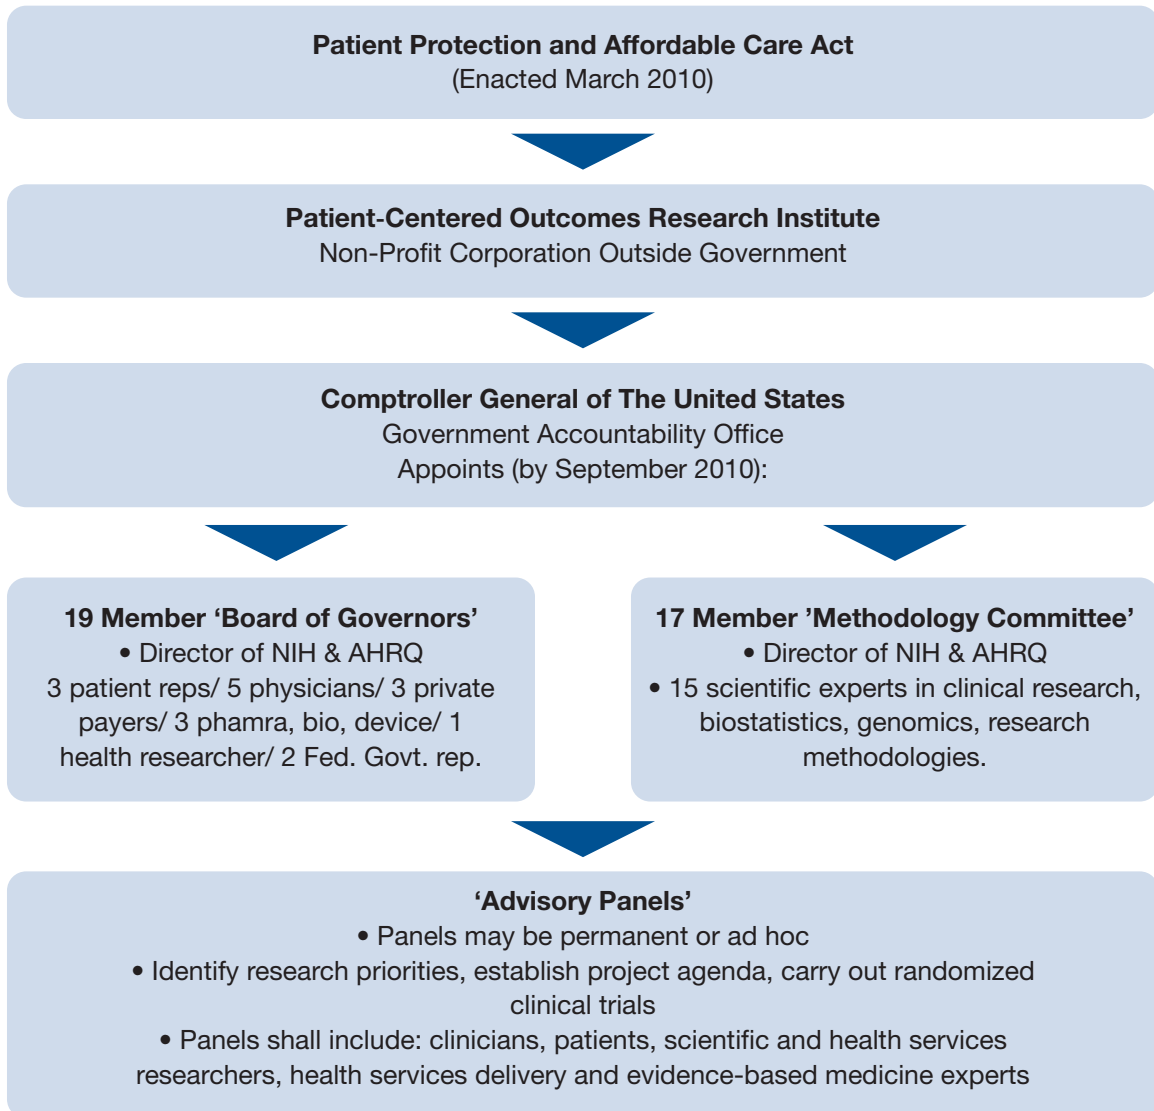 Patient Protection and Affordable Care Act
(Enacted March 2010)
Patient-Centered Outcomes Research Institute
Non-Profit Corporation Outside Government
Comptroller General of The United States
Government Accountability Office
Appoints (by September 2010):
19 Member ‘Board of Governors’
• Director of NIH & AHRQ
3 patient reps/ 5 physicians/ 3 private
payers/ 3 phamra, bio, device/ 1
health researcher/ 2 Fed. Govt. rep.
17 Member ’Methodology Committee’
• Director of NIH & AHRQ
• 15 scientific experts in clinical research,
biostatistics, genomics, research
methodologies.
‘Advisory Panels’
• Panels may be permanent or ad hoc
• Identify research priorities, establish project agenda, carry out randomized
clinical trials
• Panels shall include: clinicians, patients, scientific and health services
researchers, health services delivery and evidence-based medicine experts